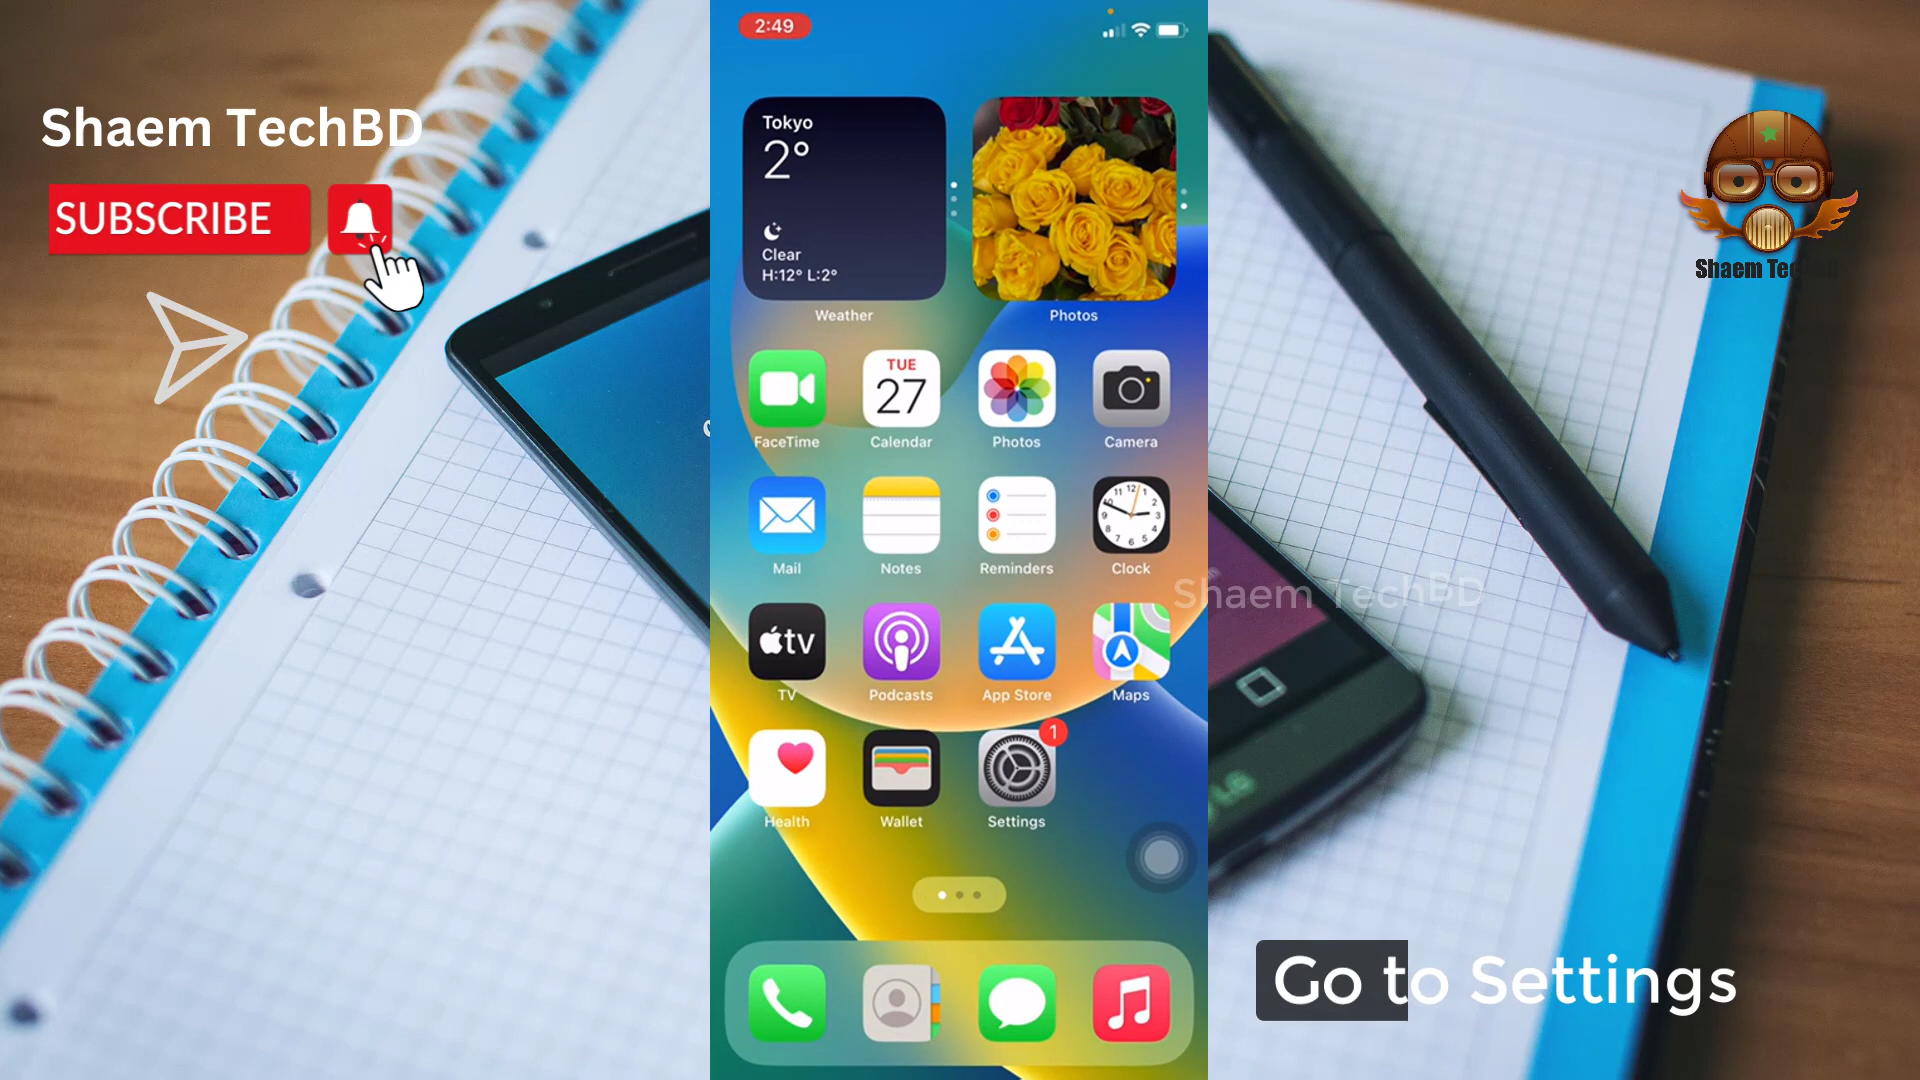 Shaem TechBD
SUBSCRIBE
2:49
Tokyo
2°
Clear
H:12° L:2°
Weather
Photos
TUE
27
FaceTime
Calendar
Photos
Camera
Mail
Notes
Reminders
Clock
tv
TV
Podcasts
App Store
Maps
1
Health
Wallet
Settings
Shaem TechBD
LG
Go to Settings